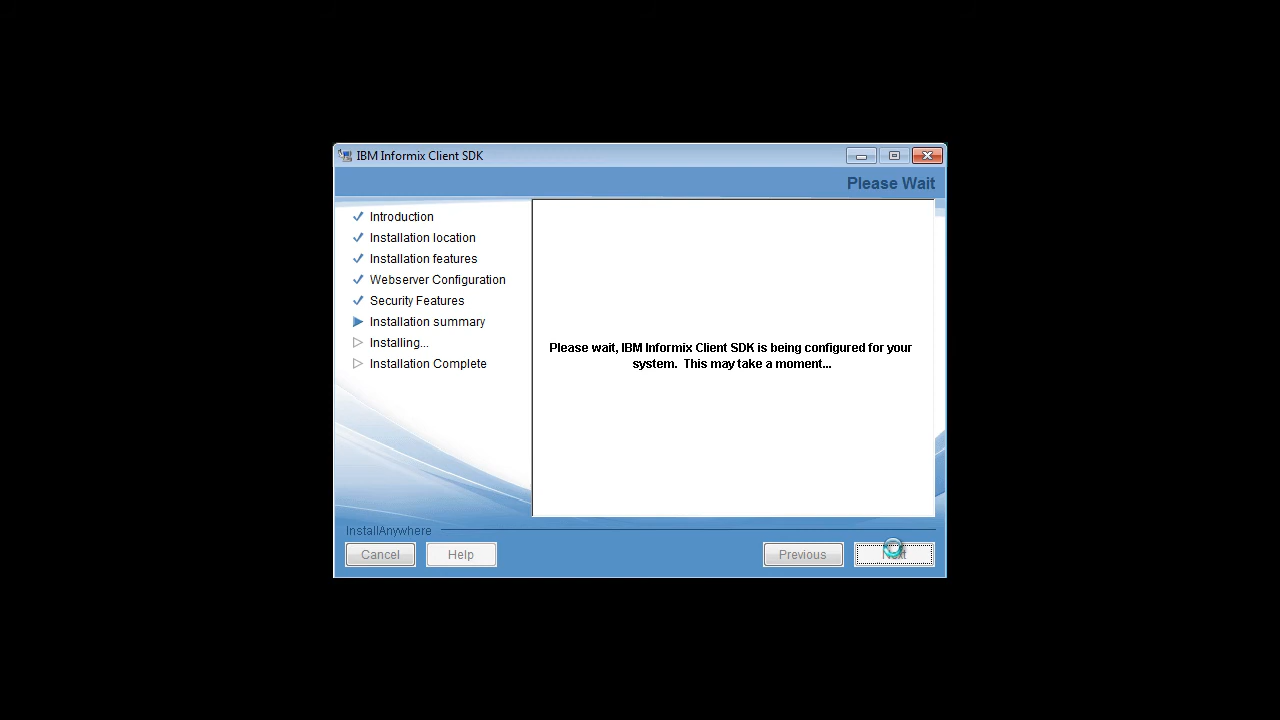 IBM Informix Client SDK
Please Wait
Introduction
Installation location
Installation features
Webserver Configuration
Security Features
Installation summary
Installing...
Installation Complete
Please wait, IBM Informix Client SDK is being configured for your
system.  This may take a moment...
InstallAnywhere
Cancel
Help
Previous